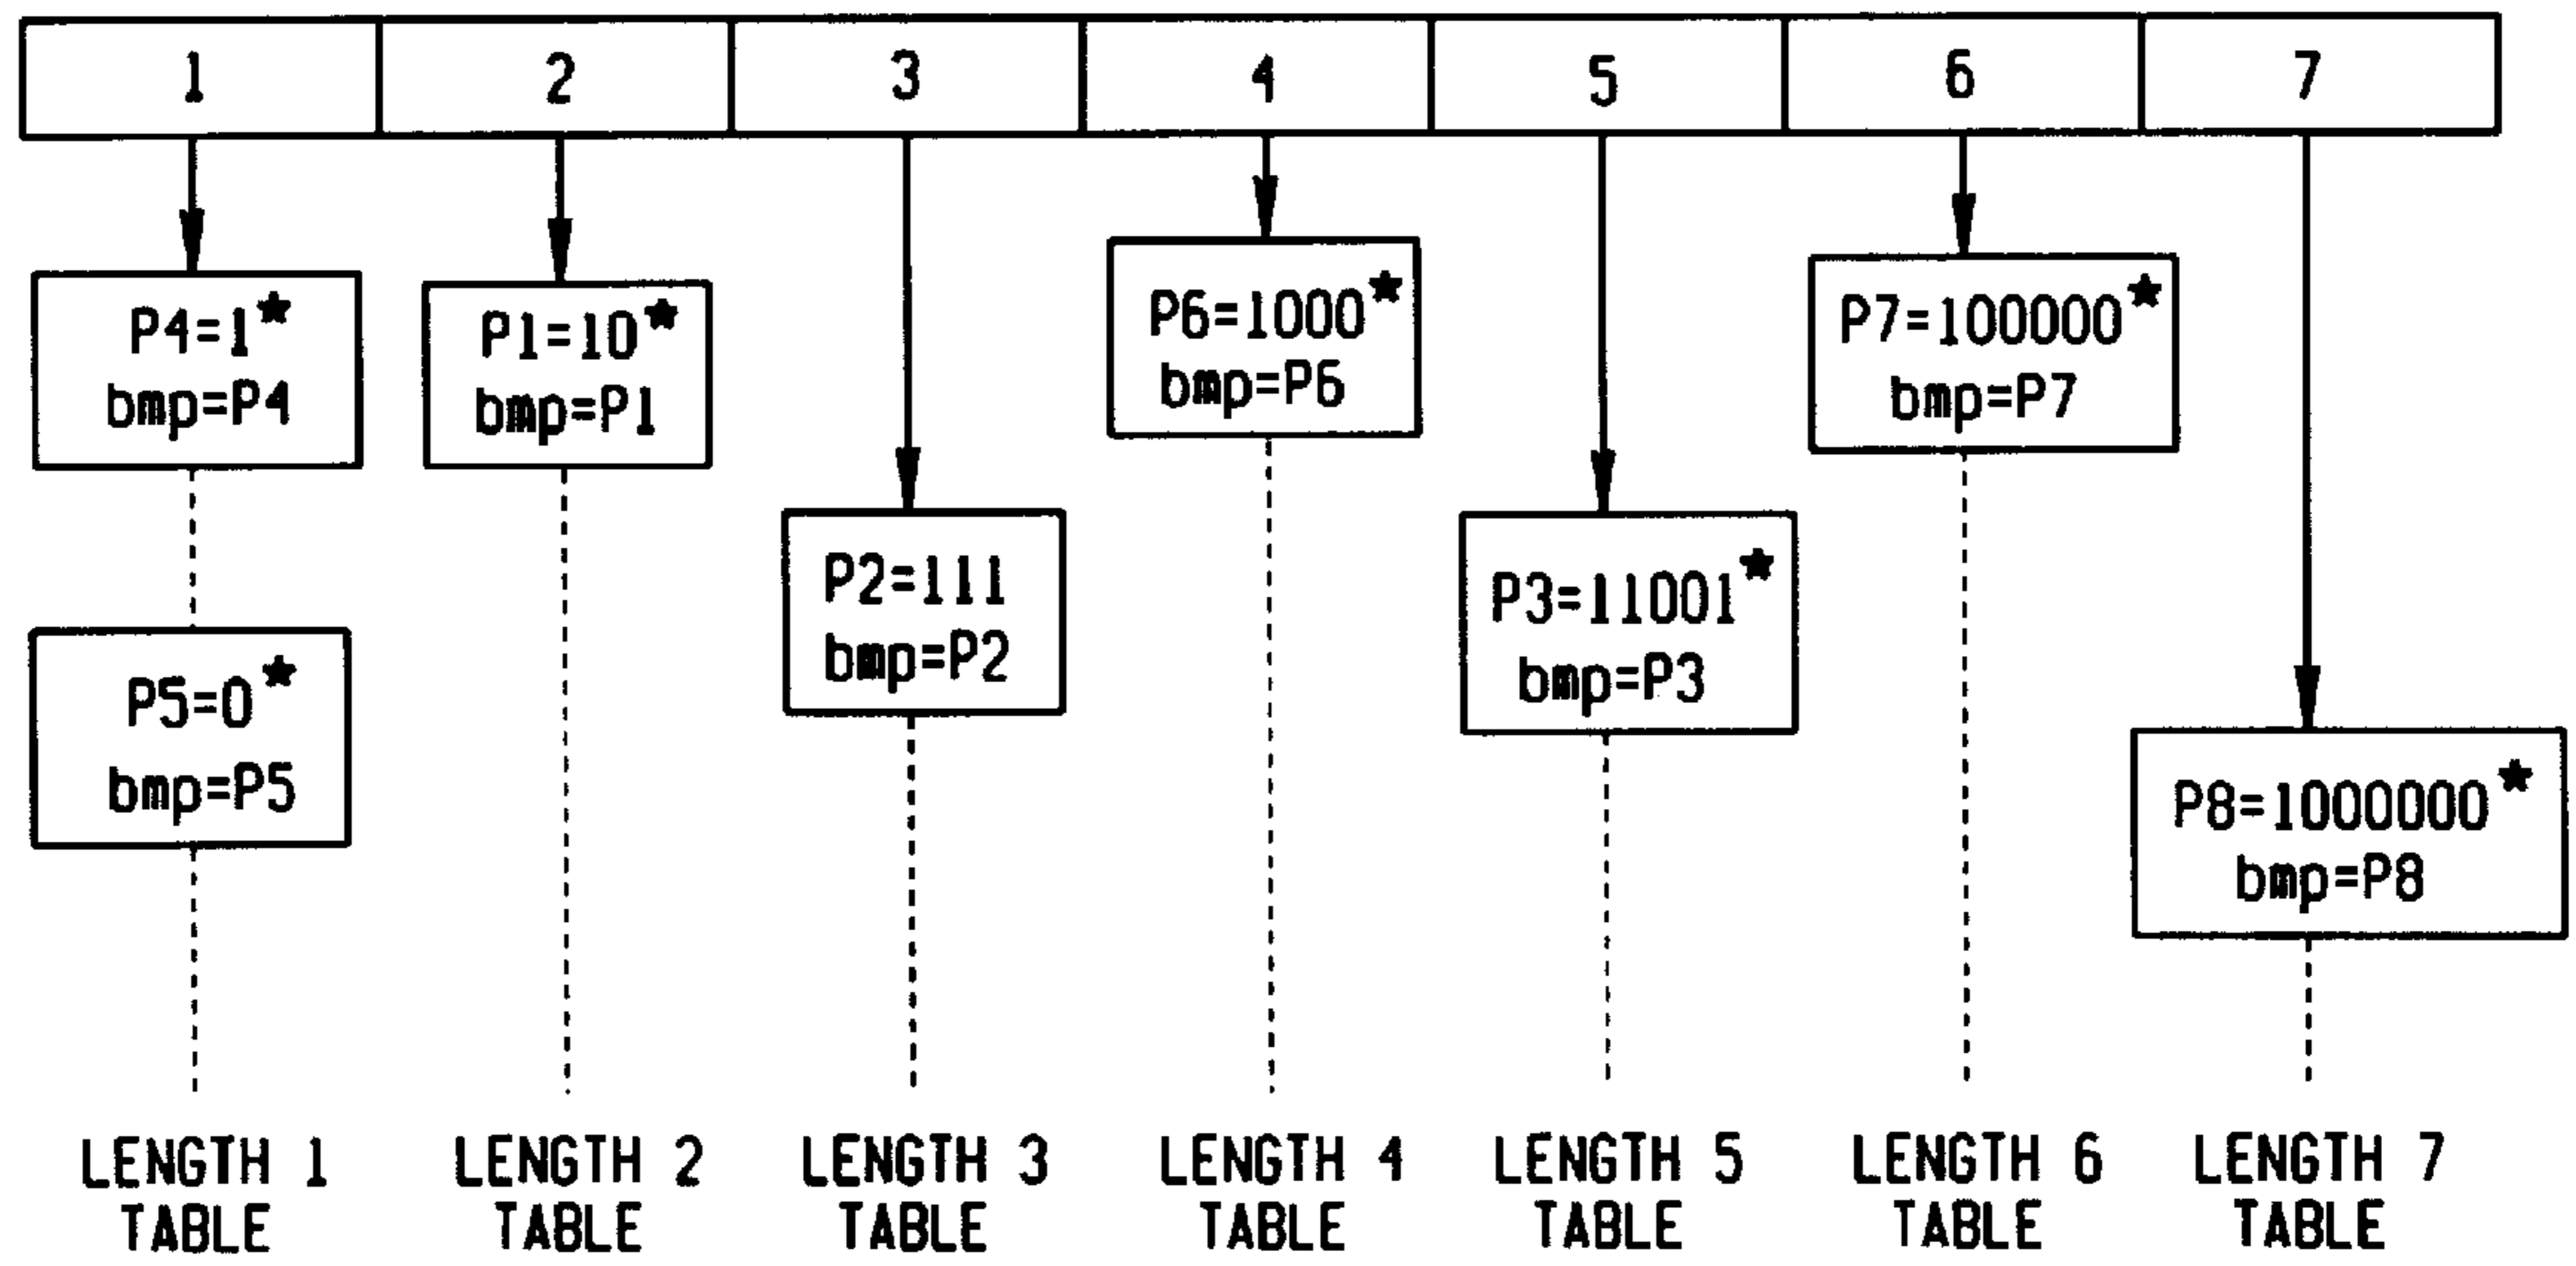 1 2 3 4 5 6 7
P4=1★
bmp=P4
P1=10★
bmp=P1
P6=1000★
bmp=P6
P7=100000★
bmp=P7
P2=111
bmp=P2
P3=11001★
bmp=P3
P5=0★
bmp=P5
P8=1000000★
bmp=P8
LENGTH 1
TABLE
LENGTH 2
TABLE
LENGTH 3
TABLE
LENGTH 4
TABLE
LENGTH 5
TABLE
LENGTH 6
TABLE
LENGTH 7
TABLE